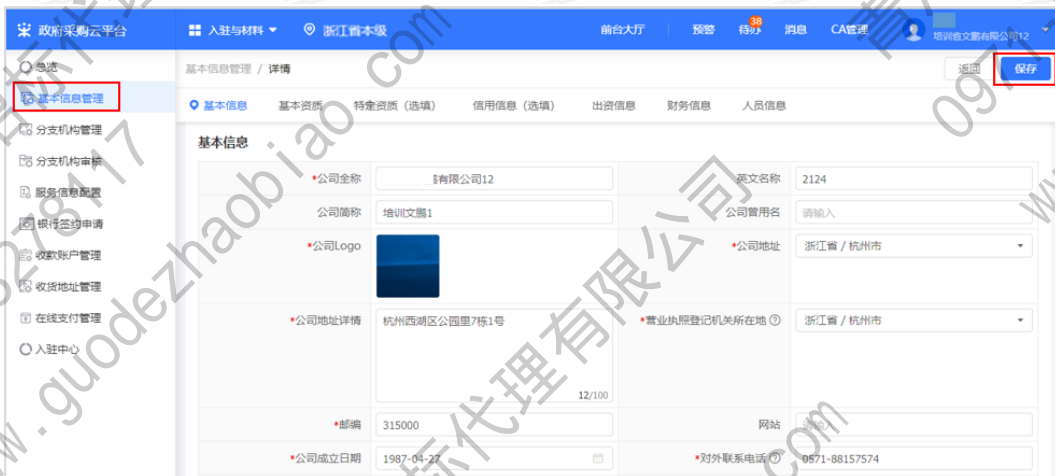 政府采购云平台 入驻与材料 浙江省本级 前台大厅 预警 待办 38 消息 CA管理 培训省文鹏有限公司12
总览
基本信息管理
分支机构管理
分支机构审核
服务信息配置
银行签约申请
收款账户管理
收货地址管理
在线支付管理
入驻中心
基本信息管理 / 详情 返回 保存
基本信息 基本资质 特定资质（选填） 信用信息（选填） 出资信息 财务信息 人员信息
基本信息
*公司全称 有限公司12 英文名称 2124
公司简称 培训文鹏1 公司曾用名 请输入
*公司Logo *公司地址 浙江省 / 杭州市
*公司地址详情 杭州西湖区公园里7栋1号 *营业执照登记机关所在地 浙江省 / 杭州市
12/100
*邮编 315000 网站 请输入
*公司成立日期 1987-04-27 *对外联系电话 0571-88157574